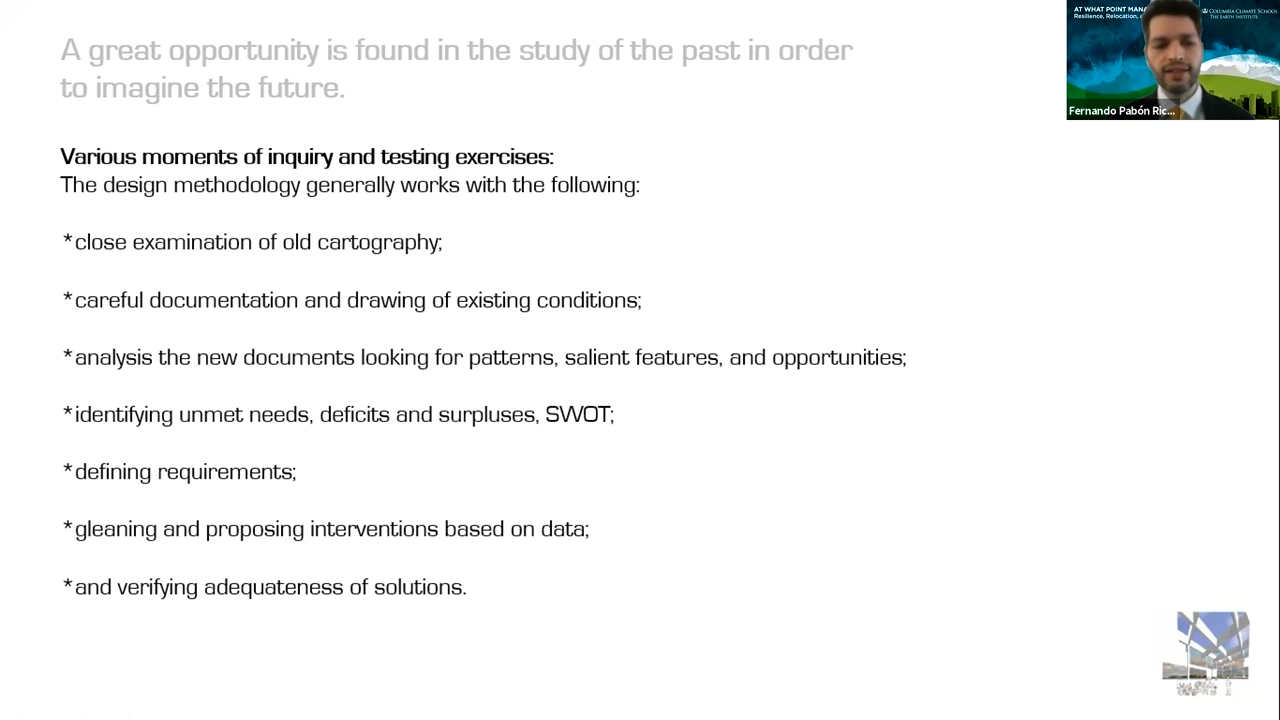 A great opportunity is found in the study of the past in order
to imagine the future.
Various moments of inquiry and testing exercises:
The design methodology generally works with the following:
*close examination of old cartography;
*careful documentation and drawing of existing conditions;
*analysis the new documents looking for patterns, salient features, and opportunities;
*identifying unmet needs, deficits and surpluses, SWOT;
*defining requirements;
*gleaning and proposing interventions based on data;
*and verifying adequateness of solutions.
AT WHAT POINT MANA
Resilience, Relocation, a
COLUMBIA CLIMATE SCHOOL
THE EARTH INSTITUTE
Fernando Pabón Ric...